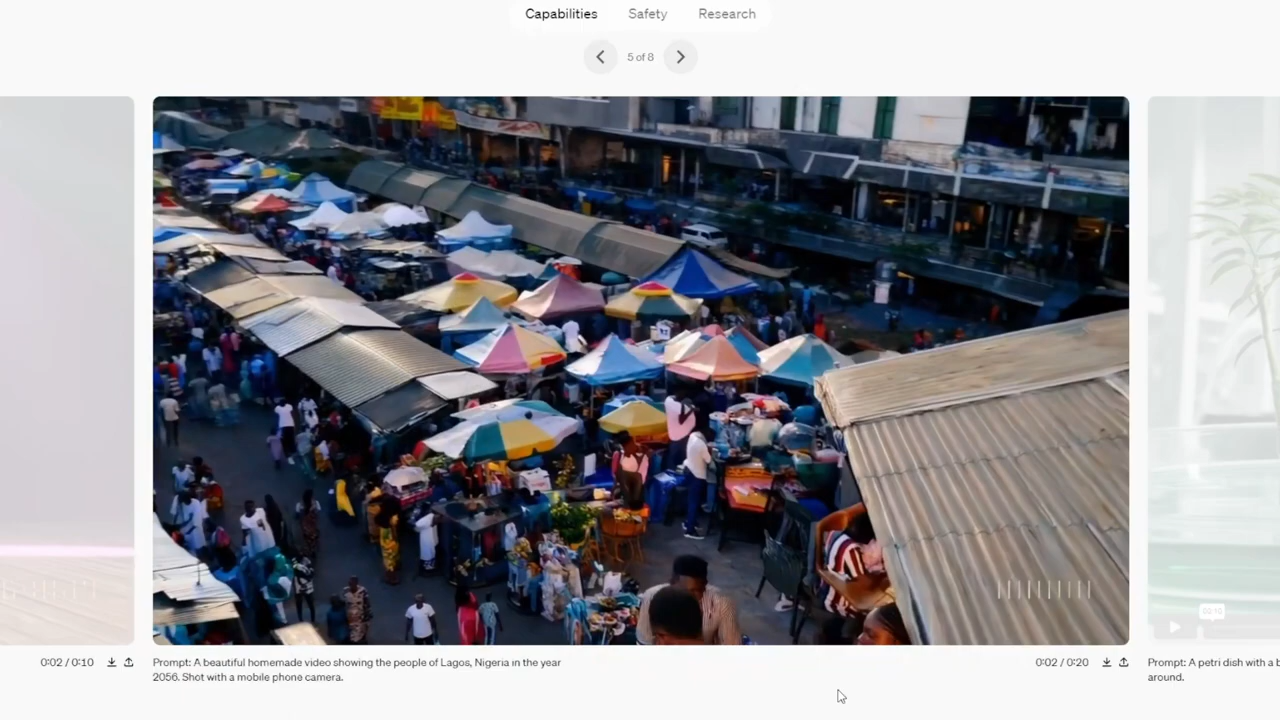 Capabilities Safety Research
5 of 8
0:02 / 0:10
Prompt: A beautiful homemade video showing the people of Lagos, Nigeria in the year
2056. Shot with a mobile phone camera.
0:02 / 0:20
Prompt: A petri dish with a b
around.
00:10